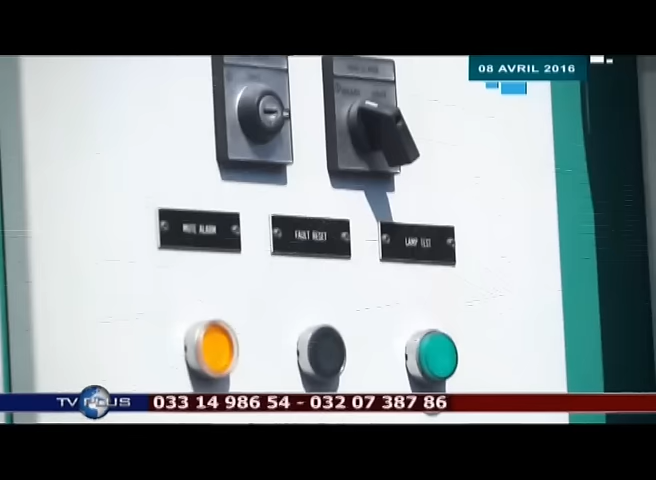 08 AVRIL 2016
MUTE ALARM
FAULT RESET
LAMP TEST
TV PLUS
033 14 986 54 - 032 07 387 86